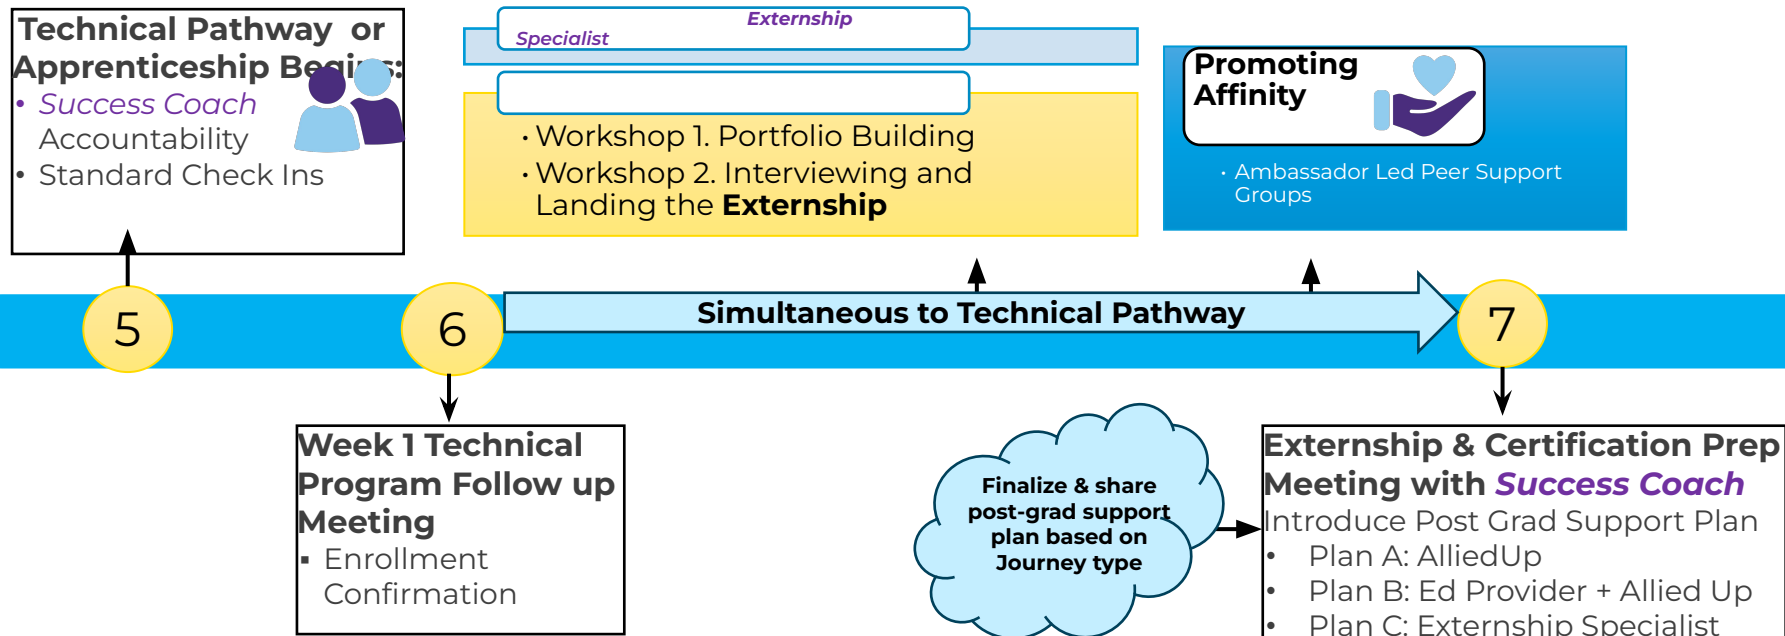 Technical Pathway or
Apprenticeship Begins:
• Success Coach
Accountability
• Standard Check Ins
Externship
Specialist
• Workshop 1. Portfolio Building
• Workshop 2. Interviewing and
Landing the Externship
Promoting
Affinity
• Ambassador Led Peer Support
Groups
5
6
Simultaneous to Technical Pathway
7
Week 1 Technical
Program Follow up
Meeting
▪ Enrollment
Confirmation
Finalize & share
post-grad support
plan based on
Journey type
Externship & Certification Prep
Meeting with Success Coach
Introduce Post Grad Support Plan
• Plan A: AlliedUp
• Plan B: Ed Provider + Allied Up
• Plan C: Externship Specialist